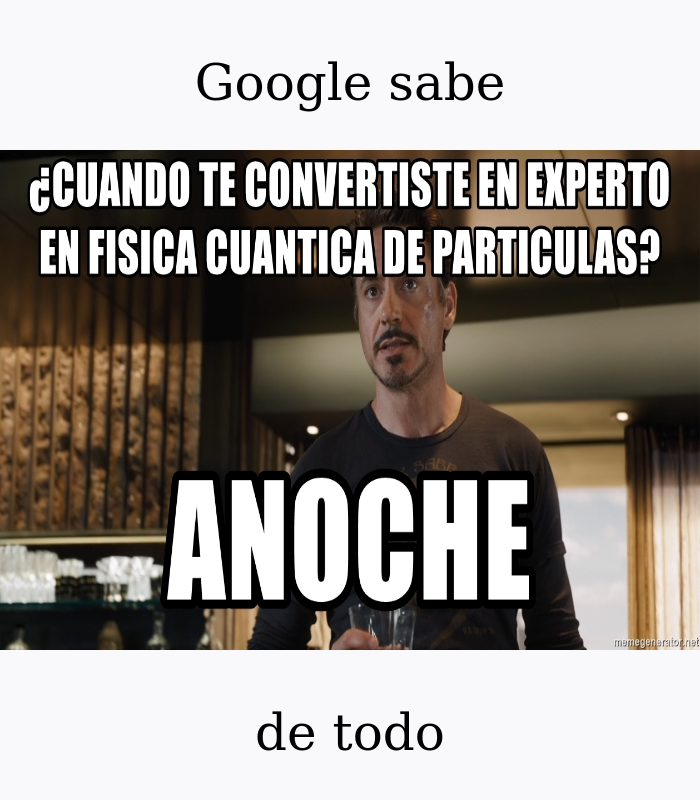 Google sabe
¿CUANDO TE CONVERTISTE EN EXPERTO
EN FISICA CUANTICA DE PARTICULAS?
ANOCHE
memegenerator.net
de todo